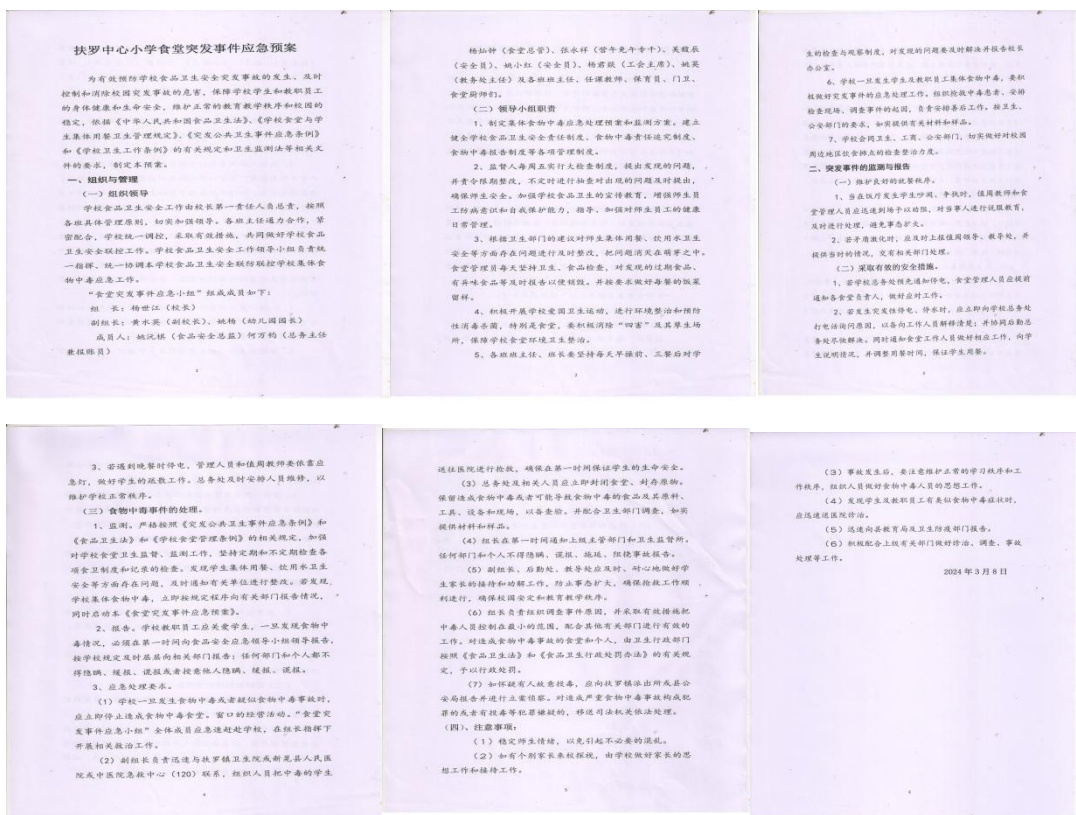 扶罗中心小学食堂突发事件应急预案
为有效预防学校食品卫生安全突发事故的发生、及时
控制和消除校园突发事故的危害，保障学校学生和教职员工
的身体健康和生命安全，维护正常的教育教学秩序和校园的
稳定，依据《中华人民共和国食品卫生法》、《学校食堂与学
生集体用餐卫生管理规定》、《突发公共卫生事件应急条例》
和《学校卫生工作条例》的有关规定和卫生监测法等相关文
件的要求，制定本预案。
一、组织与管理
（一）组织领导
学校食品卫生安全工作由校长第一责任人负总责，按照
各班具体管理原则，切实加强领导。各班主任通力合作，紧
密配合，学校统一调控，采取有效措施，共同做好学校食品
卫生安全联控工作。学校食品卫生安全工作领导小组负责统
一指挥、统一协调本学校食品卫生安全联防联控学校集体食
物中毒应急工作。
“食堂突发事件应急小组”组成成员如下：
组 长：杨世江（校长）
副组长：黄水英（副校长）、姚杨（幼儿园园长）
成员人：姚沅棋（食品安全总监）何万钧（总务主任
兼报账员）
2
杨灿钟（食堂总管）、张永祥（营午免午专干）、吴馥辰
（安全员）、姚小红（安全员）、杨君跃（工会主席）、姚英
（教务处主任）及各班班主任、任课教师、保育员、门卫、
食堂厨师们。
（二）领导小组职责
1、制定集体食物中毒应急处理预案和监测方案。建立
健全学校食品卫生安全责任制度、食物中毒责任追究制度、
食物中毒报告制度等各项管理制度。
2、监督人每周五实行大检查制度，提出发现的问题，
并责令限期整改，不定时进行抽查对出现的问题及时提出，
确保师生安全。加强学校食品卫生的宣传教育，增强师生员
工防病意识和自我保护能力，指导、加强对师生员工的健康
日常管理。
3、根据卫生部门的建议对师生集体用餐、饮用水卫生
安全等方面存在问题进行及时整改，把问题消灭在萌芽之中。
食堂管理员每天坚持卫生、食品检查，对发现的过期食品、
有异味食品等及时报告以便销毁。并按要求做好每餐的饭菜
留样。
4、积极开展学校爱国卫生运动，进行环境整治和预防
性消毒杀菌，特别是食堂，要积极消除“四害”及其孳生场
所，保障学校食堂环境卫生整治。
5、各班班主任、班长要坚持每天早操前、三餐后对学
3
生的检查与观察制度，对发现的问题要及时解决并报告校长
办公室。
6、学校一旦发生学生及教职员工集体食物中毒，要积
极做好突发事件的应急处理工作。组织抢救中毒患者、安排
检查现场、调查事件的起因，负责安排善后工作。按卫生、
公安部门的要求，如实提供有关材料和样品。
7、学校会同卫生、工商、公安部门，切实做好对校园
周边地区饮食摊点的检查整治力度。
二、突发事件的监测与报告
（一）维护良好的就餐秩序。
1、当在饭厅发生学生吵闹、争执时，值周教师和食
堂管理人员应迅速到场予以劝阻，对当事人进行说服教育，
及时进行处理，避免事态扩大。
2、若矛盾激化时，应及时上报值周领导、教导处，并
提供当时的情况，交有相关部门处理。
（二）采取有效的安全措施。
1、若学校总务处预先通知停电，食堂管理人员应提前
通知各食堂负责人，做好应对工作。
2、若发生突发性停电、停水时，应立即向学校总务处
打电话询问原因，以各向工作人员解释清楚；并协同后勤总
务处尽快解决。同时通知食堂工作人员做好相应工作，向学
生说明情况，并调整用餐时间，保证学生用餐。
3、若遇到晚餐时停电，管理人员和值周教师要依靠应
急灯，做好学生的疏散工作。总务处及时安排人员维修，以
维护学校正常秩序。
（三）食物中毒事件的处理。
1、监测。严格按照《突发公共卫生事件应急条例》和
《食品卫生法》和《学校食堂管理条例》的相关规定，加强
对学校食堂卫生监督、监测工作，坚持定期和不定期检查各
项食卫制度和记录的检查。发现学生集体用餐、饮用水卫生
安全等方面存在问题，及时通知有关单位进行整改。若发现
学校集体食物中毒，立即按规定程序向有关部门报告情况，
同时启动本《食堂突发事件应急预案》。
2、报告。学校教职员工应关爱学生，一旦发现食物中
毒情况，必须在第一时间向食品安全应急领导小组领导报告，
按学校规定及时层层向相关部门报告；任何部门和个人都不
得隐瞒、缓报、谎报或者授意他人隐瞒、缓报、谎报。
3、应急处理要求。
（1）学校一旦发生食物中毒或者疑似食物中毒事故时，
应立即停止造成食物中毒食堂。窗口的经营活动。“食堂突
发事件应急小组”全体成员应急速赶赴学校，在组长指挥下
开展相关救治工作。
（2）副组长负责迅速与扶罗镇卫生院或新晃县人民医
院或中医院急救中心（120）联系，组织人员把中毒的学生
4
送往医院进行抢救，确保在第一时间保证学生的生命安全。
（3）总务处及相关人员应立即封闭食堂、封存原物。
保留造成食物中毒或者可能导致食物中毒的食品及其原料、
工具、设备和现场，以备查验。并配合卫生部门调查，如实
提供材料和样品。
（4）组长在第一时间通知上级主管部门和卫生监督所。
任何部门和个人不得隐瞒、谎报、拖延、阻挠事故报告。
（5）副组长、后勤处、教导处应及时、耐心地做好学
生家长的接待和劝解工作，防止事态扩大，确保抢救工作顺
利进行，确保校园安定和教育教学秩序。
（6）组长负责组织调查事件原因，并采取有效措施把
中毒人员控制在最小的范围，配合其他有关部门进行有效的
工作。对造成食物中毒事故的食堂和个人，由卫生行政部门
按照《食品卫生法》和《食品卫生行政处罚办法》的有关规
定，予以行政处罚。
（7）如怀疑有人故意投毒，应向扶罗镇派出所或县公
安局报告并进行立案侦察。对造成严重食物中毒事故构成犯
罪的或者有投毒等犯罪嫌疑的，移送司法机关依法处理。
（四）、注意事项：
（1）稳定师生情绪，以免引起不必要的混乱。
（2）如有个别家长来校探视，由学校做好家长的思
想工作和接待工作。
5
（3）事故发生后，要注意维护正常的学习秩序和工
作秩序，组织人员做好食物中毒人员的思想工作。
（4）发现学生及教职员工有类似食物中毒症状时，
应迅速送医院诊治。
（5）迅速向县教育局及卫生防疫部门报告。
（6）积极配合上级有关部门做好诊治、调查、事故
处理等工作。
2024年3月8日